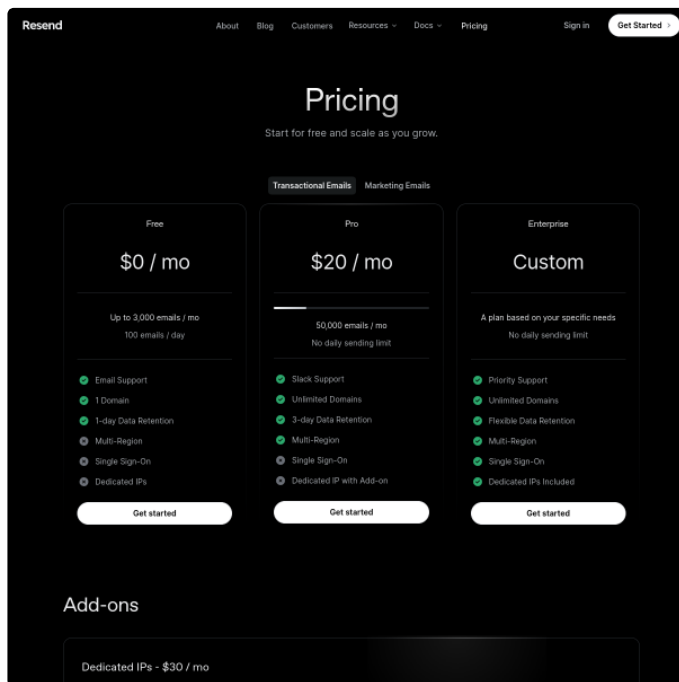 Resend
About
Blog
Customers
Resources
Docs
Pricing
Sign in
Get Started
Pricing
Start for free and scale as you grow.
Transactional Emails
Marketing Emails
Free
$0 / mo
Up to 3,000 emails / mo
100 emails / day
Email Support
1 Domain
1-day Data Retention
Multi-Region
Single Sign-On
Dedicated IPs
Get started
Pro
$20 / mo
50,000 emails / mo
No daily sending limit
Slack Support
Unlimited Domains
3-day Data Retention
Multi-Region
Single Sign-On
Dedicated IP with Add-on
Get started
Enterprise
Custom
A plan based on your specific needs
No daily sending limit
Priority Support
Unlimited Domains
Flexible Data Retention
Multi-Region
Single Sign-On
Dedicated IPs Included
Get started
Add-ons
Dedicated IPs - $30 / mo